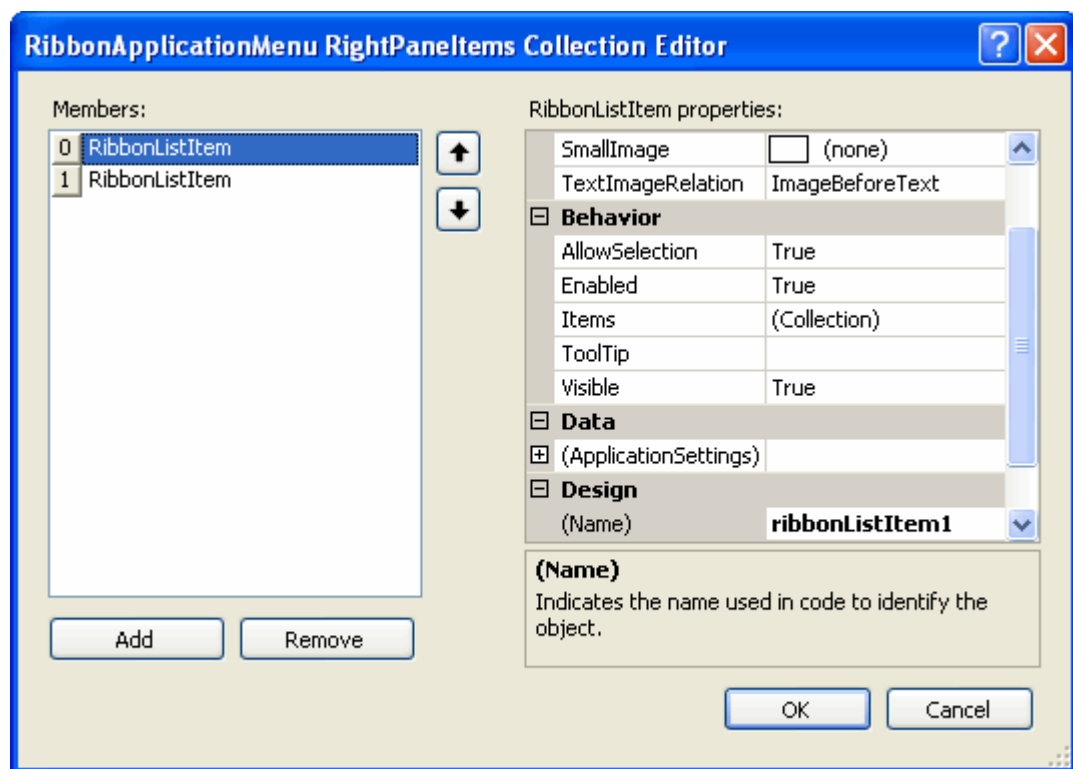 RibbonApplicationMenu RightPaneItems Collection Editor
Members:
0 RibbonListItem
1 RibbonListItem
Add Remove
RibbonListItem properties:
SmallImage (none)
TextImageRelation ImageBeforeText
Behavior
AllowSelection True
Enabled True
Items (Collection)
ToolTip
Visible True
Data
(ApplicationSettings)
Design
(Name) ribbonListItem1
(Name)
Indicates the name used in code to identify the
object.
OK Cancel